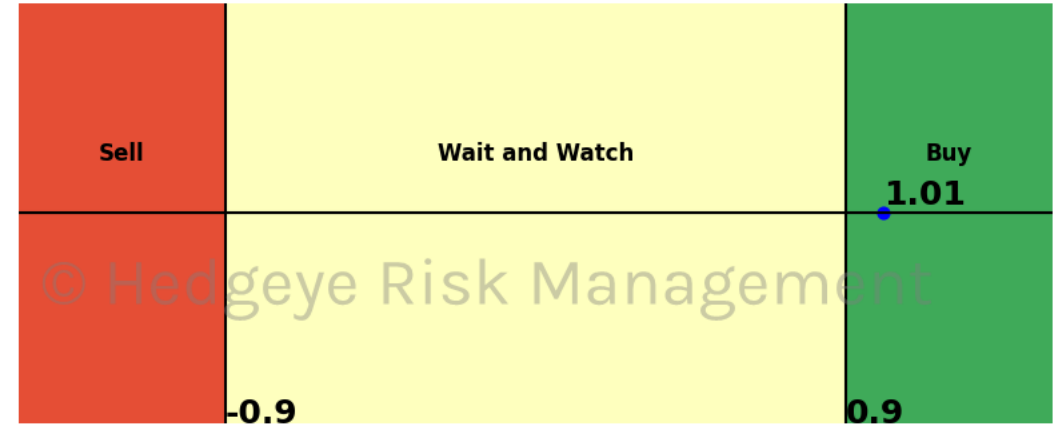 Sell
Wait and Watch
Buy
1.01
© Hedgeye Risk Management
-0.9
0.9